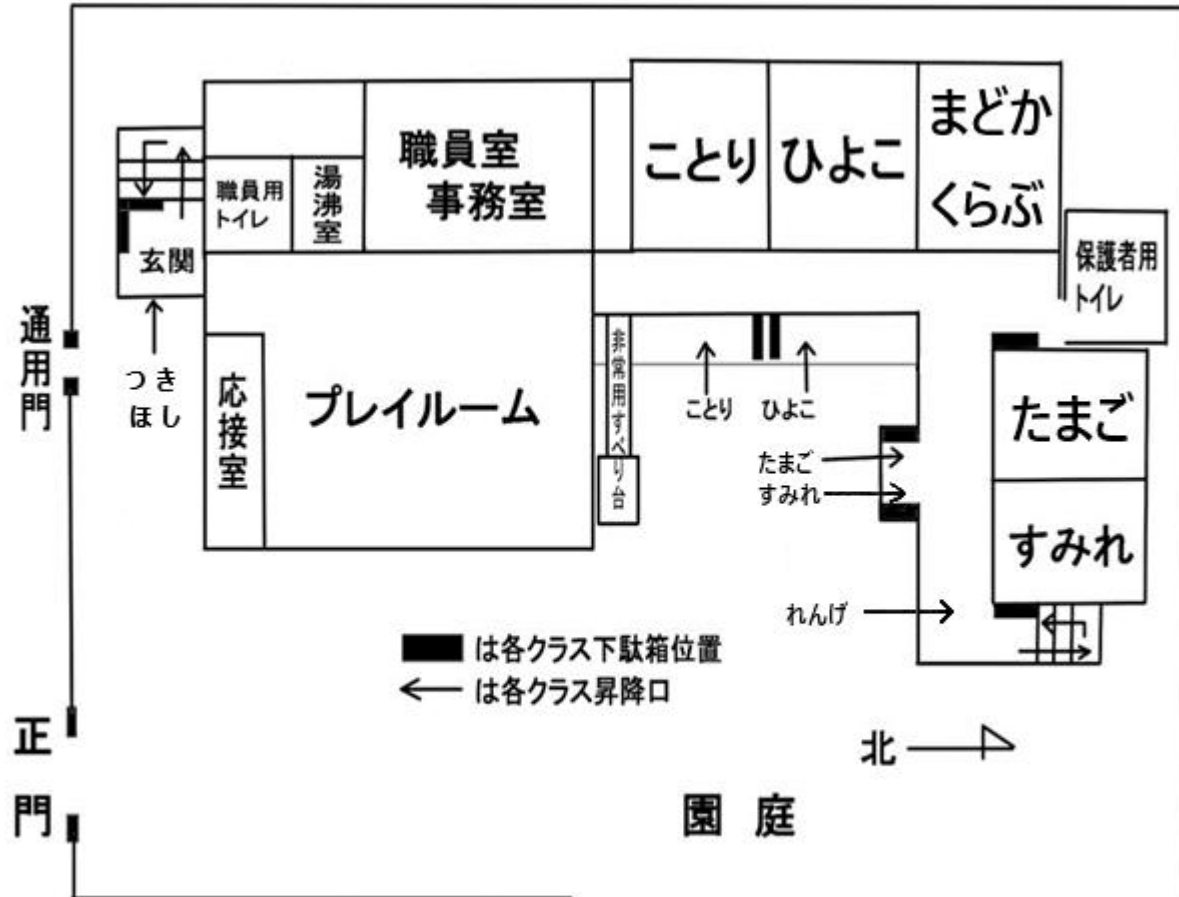 職員室
事務室
ことり
ひよこ
まどか
くらぶ
職員用
トイレ
湯沸室
玄関
保護者用
トイレ
通用門
つき
ほし
応接室
プレイルーム
非常用すべり台
ことり
ひよこ
たまご
すみれ
たまご
すみれ
れんげ
は各クラス下駄箱位置
は各クラス昇降口
正門
北
園庭